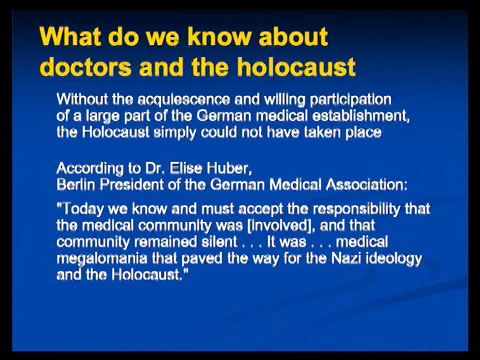 What do we know about
doctors and the holocaust
Without the acquiescence and willing participation
of a large part of the German medical establishment,
the Holocaust simply could not have taken place
According to Dr. Elise Huber,
Berlin President of the German Medical Association:
"Today we know and must accept the responsibility that
the medical community was [involved], and that
community remained silent . . . It was . . . medical
megalomania that paved the way for the Nazi ideology
and the Holocaust."